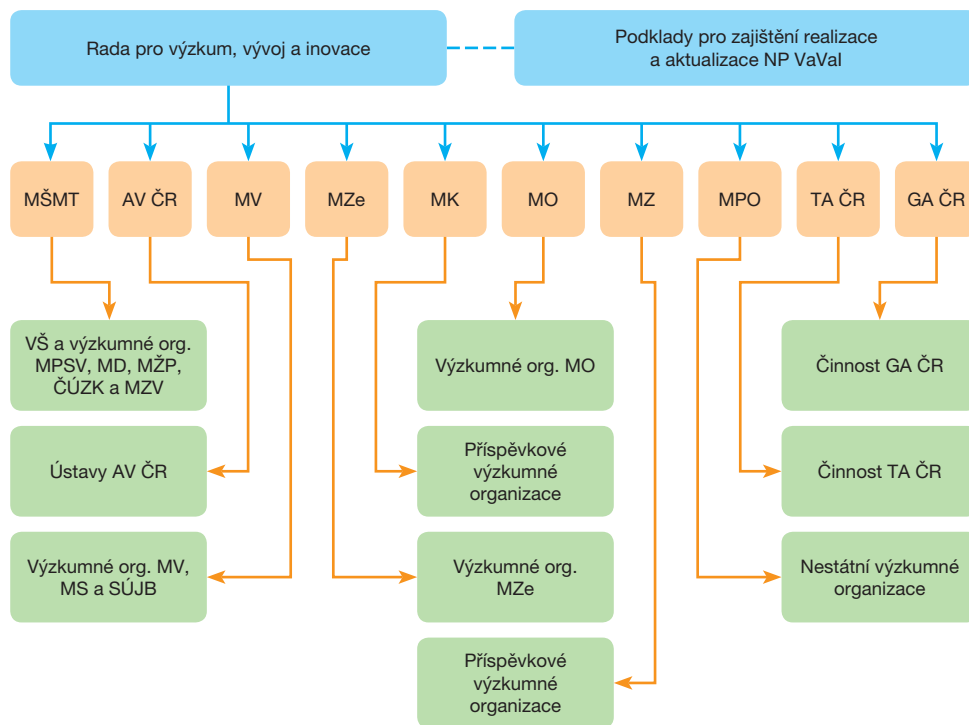 Rada pro výzkum, vývoj a inovace
Podklady pro zajištění realizace
a aktualizace NP VaVaI
MŠMT
AV ČR
MV
MZe
MK
MO
MZ
MPO
TA ČR
GA ČR
VŠ a výzkumné org.
MPSV, MD, MŽP,
ČÚZK a MZV
Výzkumné org. MO
Činnost GA ČR
Ústavy AV ČR
Příspěvkové
výzkumné
organizace
Činnost TA ČR
Výzkumné org. MV,
MS a SÚJB
Výzkumné org.
MZe
Nestátní výzkumné
organizace
Příspěvkové
výzkumné
organizace